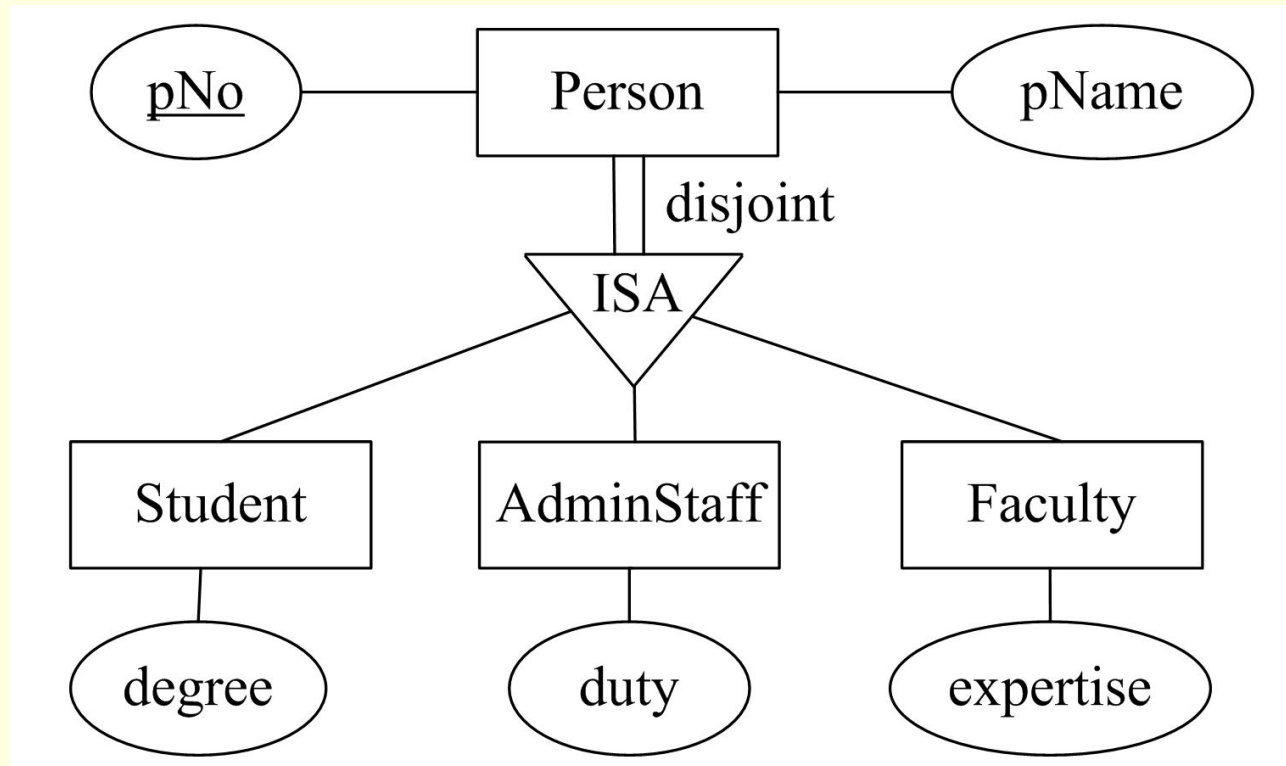 pNo Person pName
disjoint
ISA
Student AdminStaff Faculty
degree duty expertise